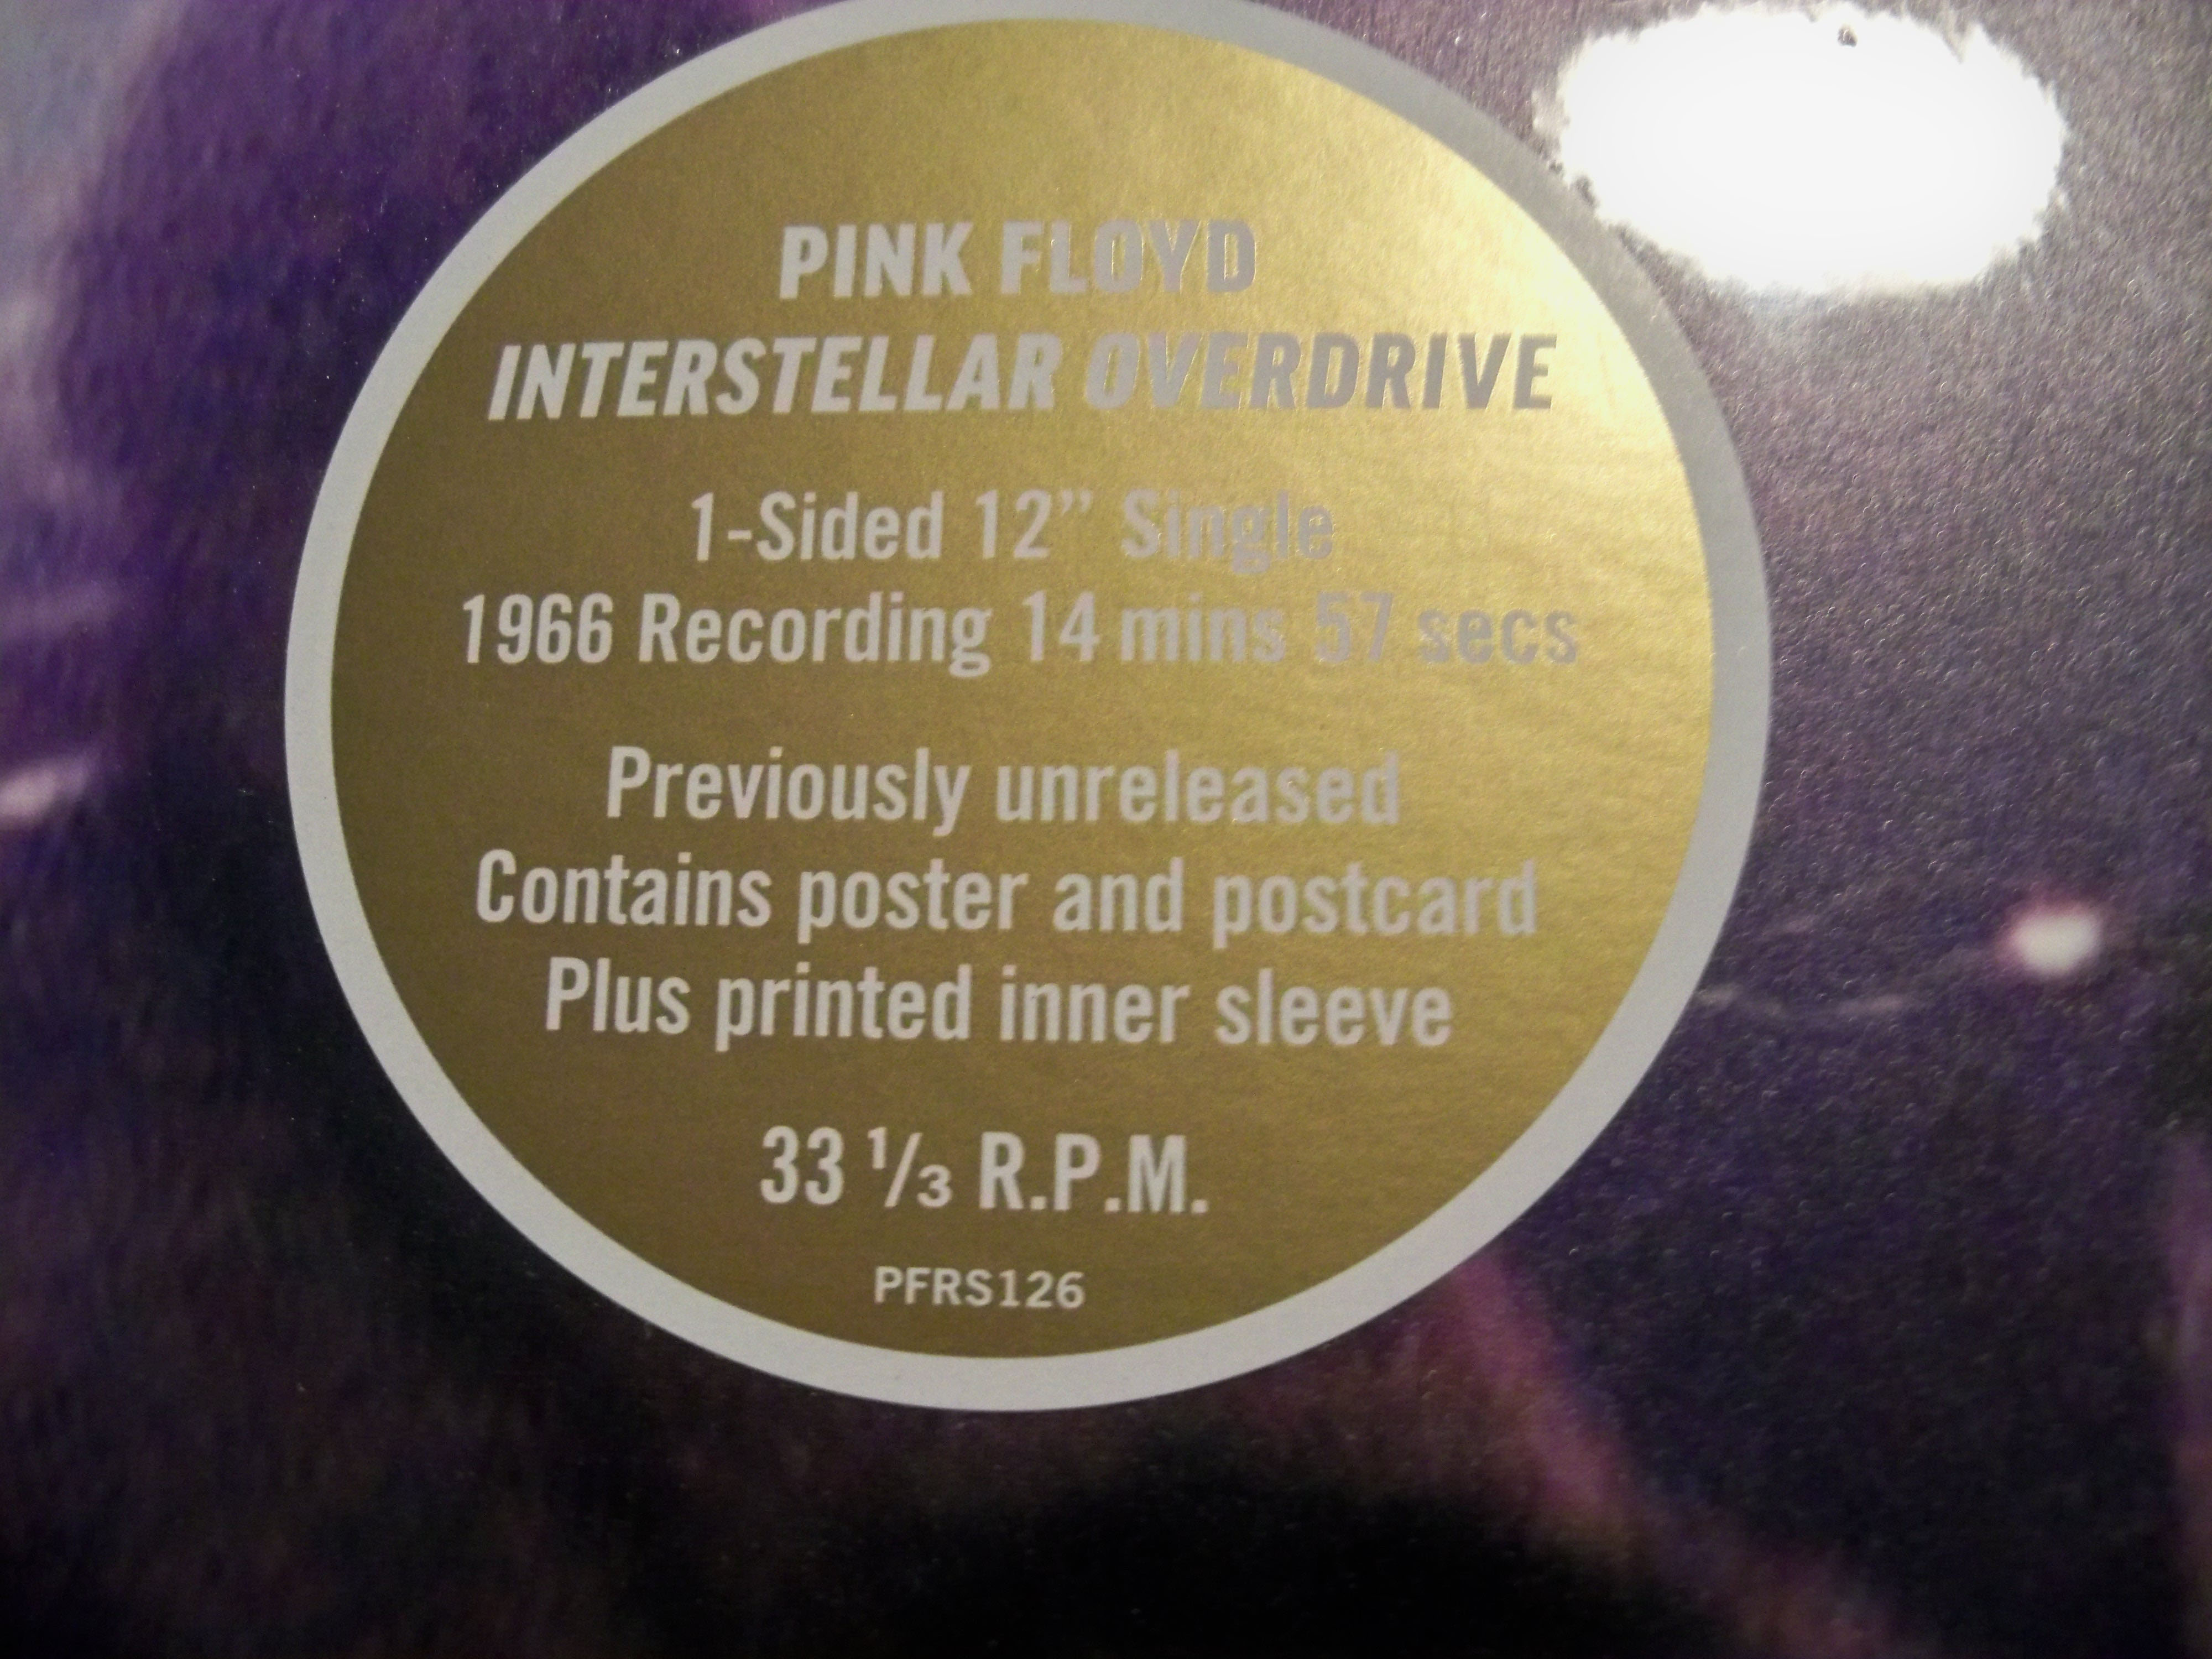 PINK FLOYD
INTERSTELLAR OVERDRIVE
1-Sided 12” Single
1966 Recording 14 mins 57 secs
Previously unreleased
Contains poster and postcard
Plus printed inner sleeve
33 1/3 R.P.M.
PFRS126